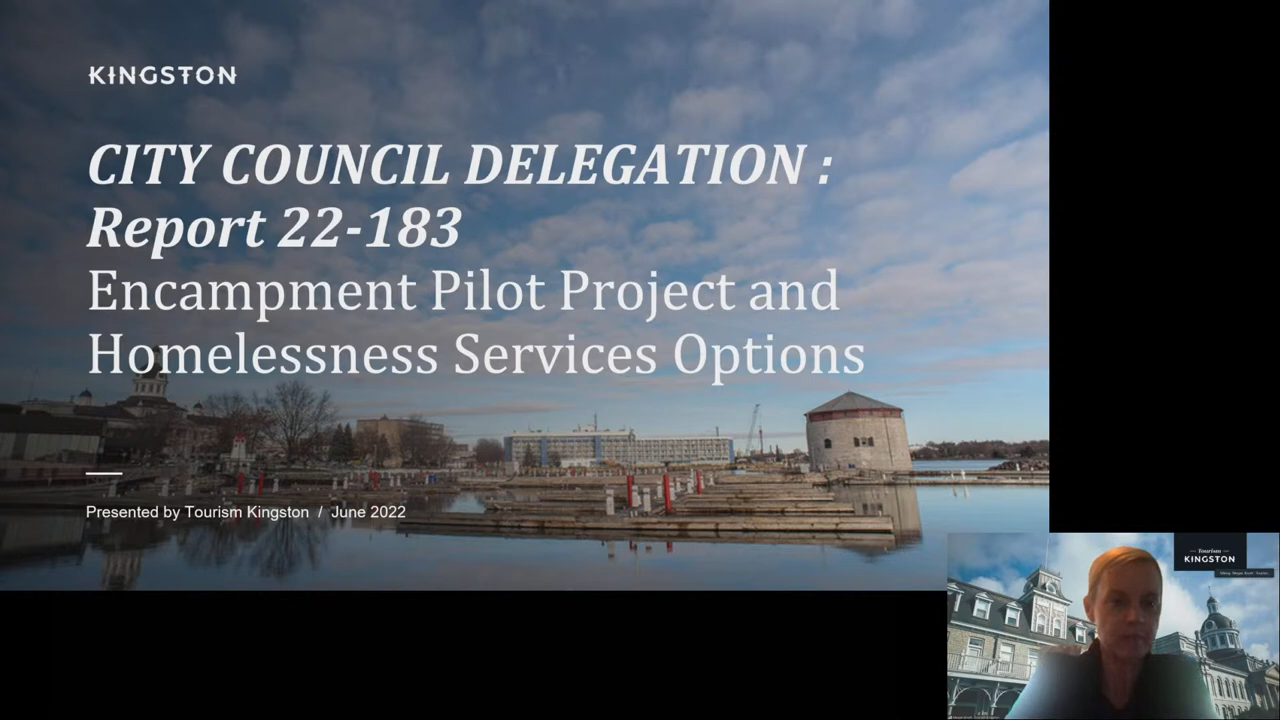 KINGSTON
CITY COUNCIL DELEGATION :
Report 22-183
Encampment Pilot Project and
Homelessness Services Options
Presented by Tourism Kingston / June 2022
Tourism
KINGSTON